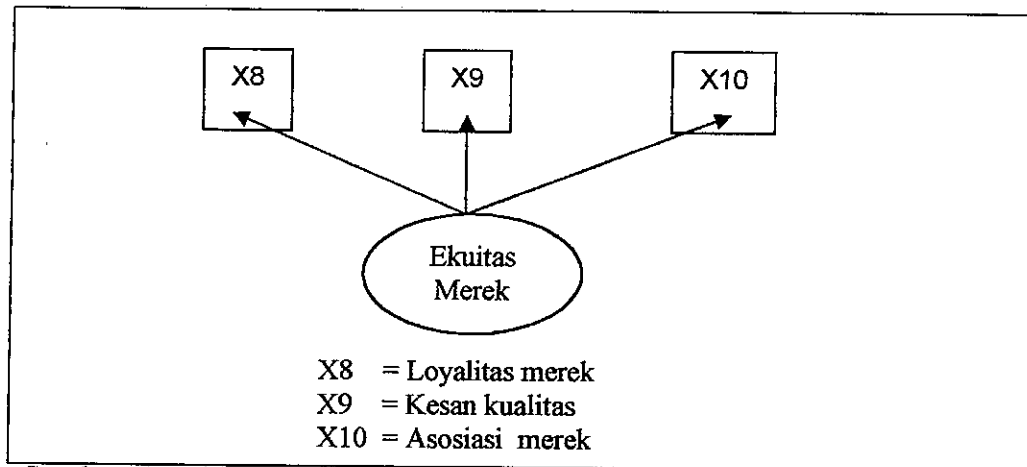 X8 X9 X10
Ekuitas
Merek
X8 = Loyalitas merek
X9 = Kesan kualitas
X10 = Asosiasi merek